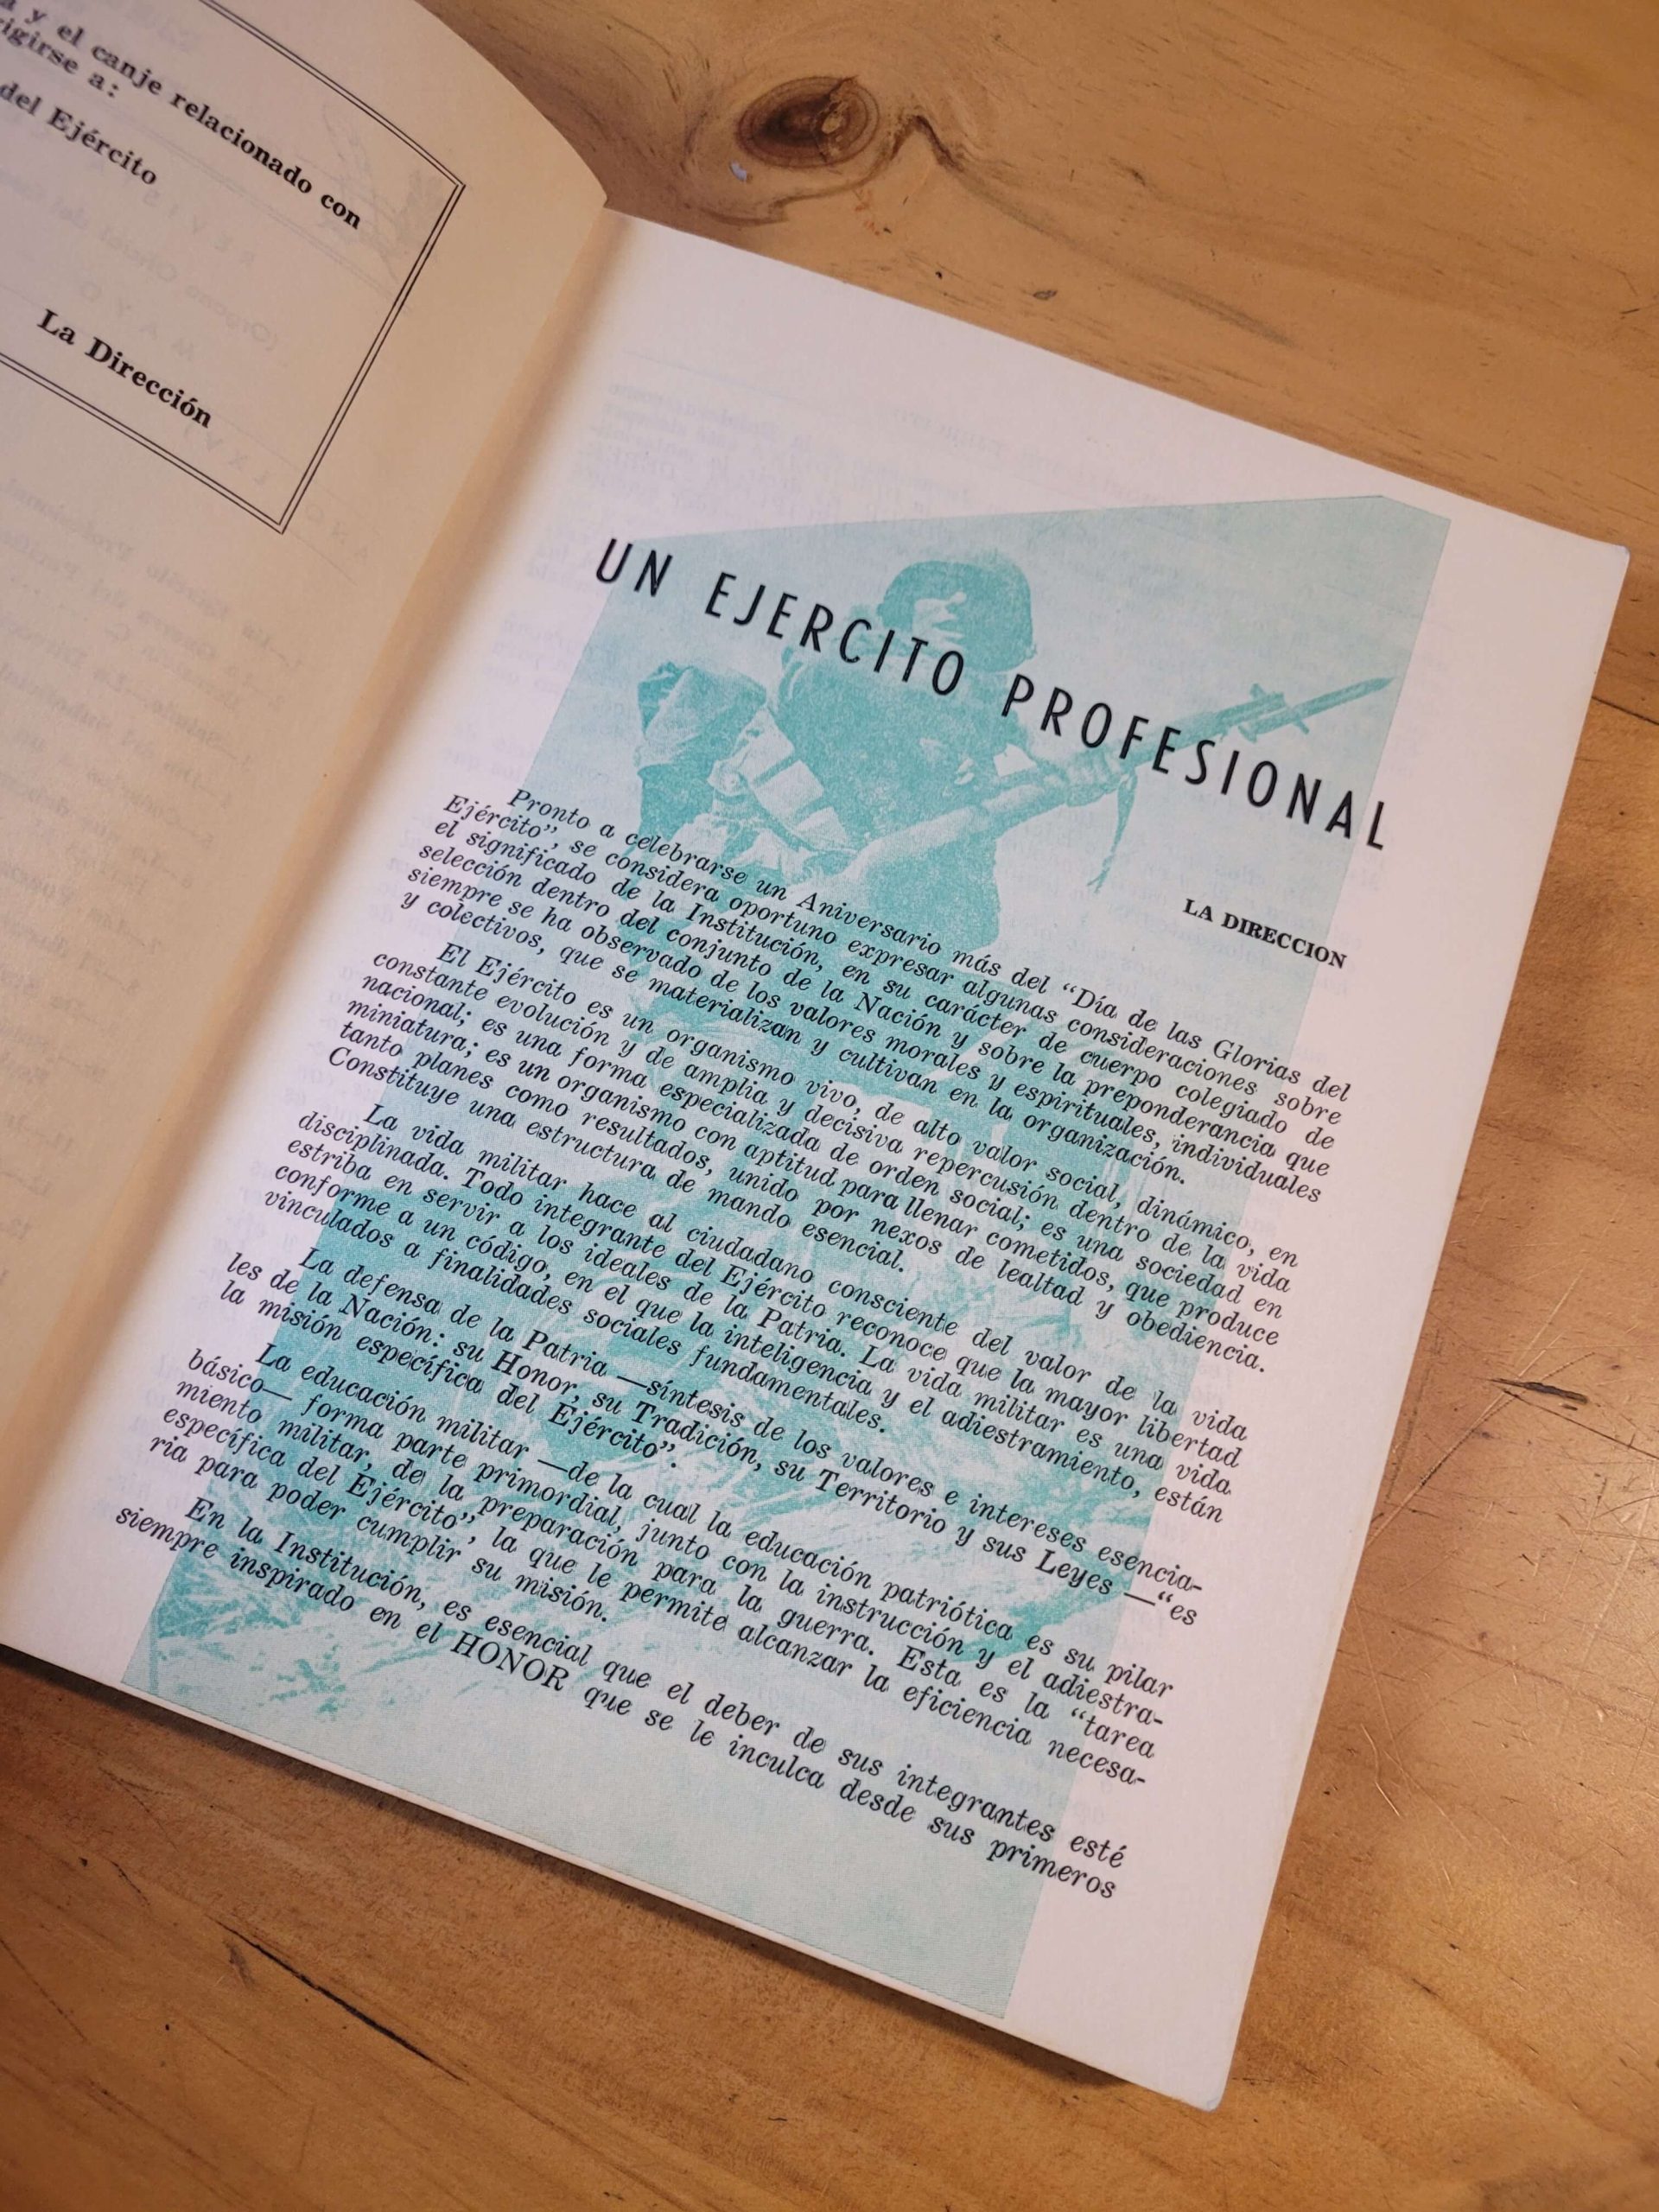 y el canje relacionado con
dirigirse a:
del Ejército
La Dirección
UN EJERCITO PROFESIONAL
LA DIRECCION
Pronto a celebrarse un Aniversario más del “Día de las Glorias del
Ejército”, se considera oportuno expresar algunas consideraciones sobre
el significado de la Institución, en su carácter de cuerpo colegiado de
selección dentro del conjunto de la Nación y sobre la preponderancia que
siempre se ha observado de los valores morales y espirituales, individuales
y colectivos, que se materializan y cultivan en la organización.
El Ejército es un organismo vivo, de alto valor social, dinámico, en
constante evolución y de amplia y decisiva repercusión dentro de la vida
nacional; es una forma especializada de orden social; es una sociedad en
miniatura; es un organismo con aptitud para llenar cometidos, que produce
tanto planes como resultados, unido por nexos de lealtad y obediencia.
Constituye una estructura de mando esencial.
La vida militar hace al ciudadano consciente del valor de la vida
disciplinada. Todo integrante del Ejército reconoce que la mayor libertad
estriba en servir a los ideales de la Patria. La vida militar es una vida
conforme a un código, en el que la inteligencia y el adiestramiento, están
vinculados a finalidades sociales fundamentales.
La defensa de la Patria —síntesis de los valores e intereses esencia-
les de la Nación: su Honor, su Tradición, su Territorio y sus Leyes —“es
la misión específica del Ejército”.
La educación militar —de la cual la educación patriótica es su pilar
básico— forma parte primordial, junto con la instrucción y el adiestra-
miento militar, de la preparación para la guerra. Esta es la “tarea
específica del Ejército”, la que le permite alcanzar la eficiencia necesa-
ria para poder cumplir su misión.
En la Institución, es esencial que el deber de sus integrantes esté
siempre inspirado en el HONOR que se le inculca desde sus primeros